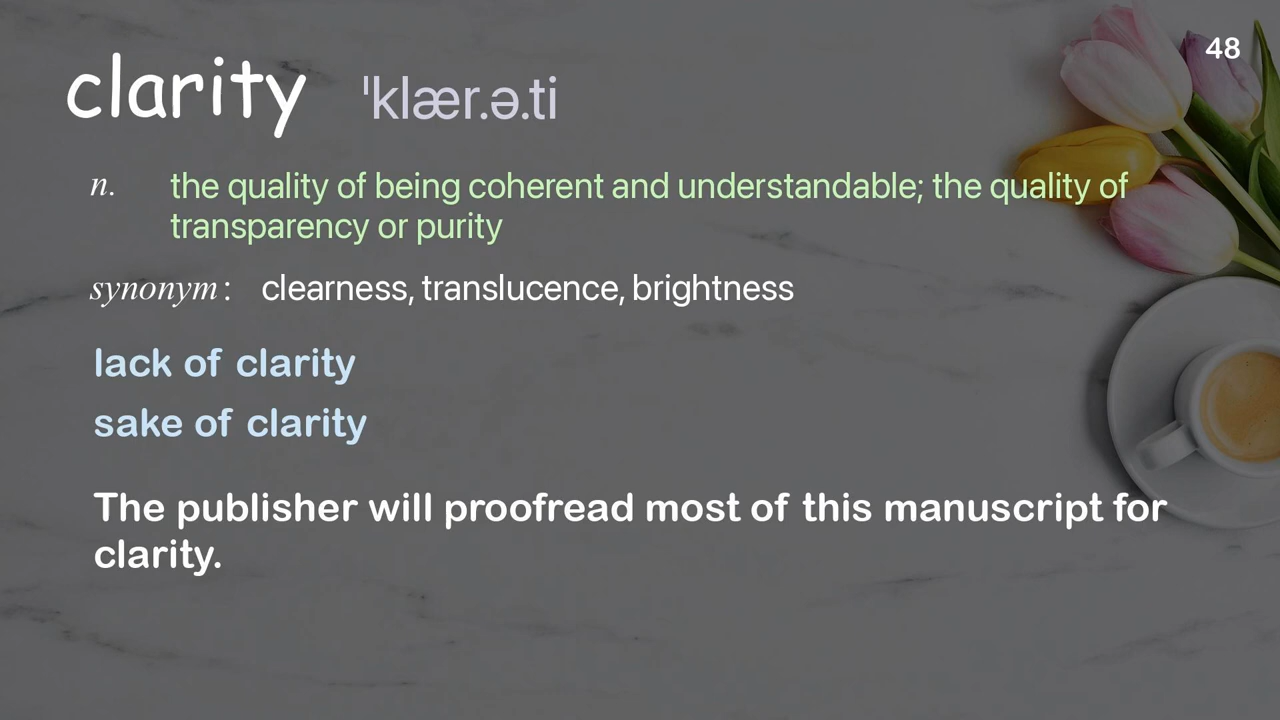 48
clarity ˈklær.ə.ti
n. the quality of being coherent and understandable; the quality of
transparency or purity
synonym: clearness, translucence, brightness
lack of clarity
sake of clarity
The publisher will proofread most of this manuscript for
clarity.